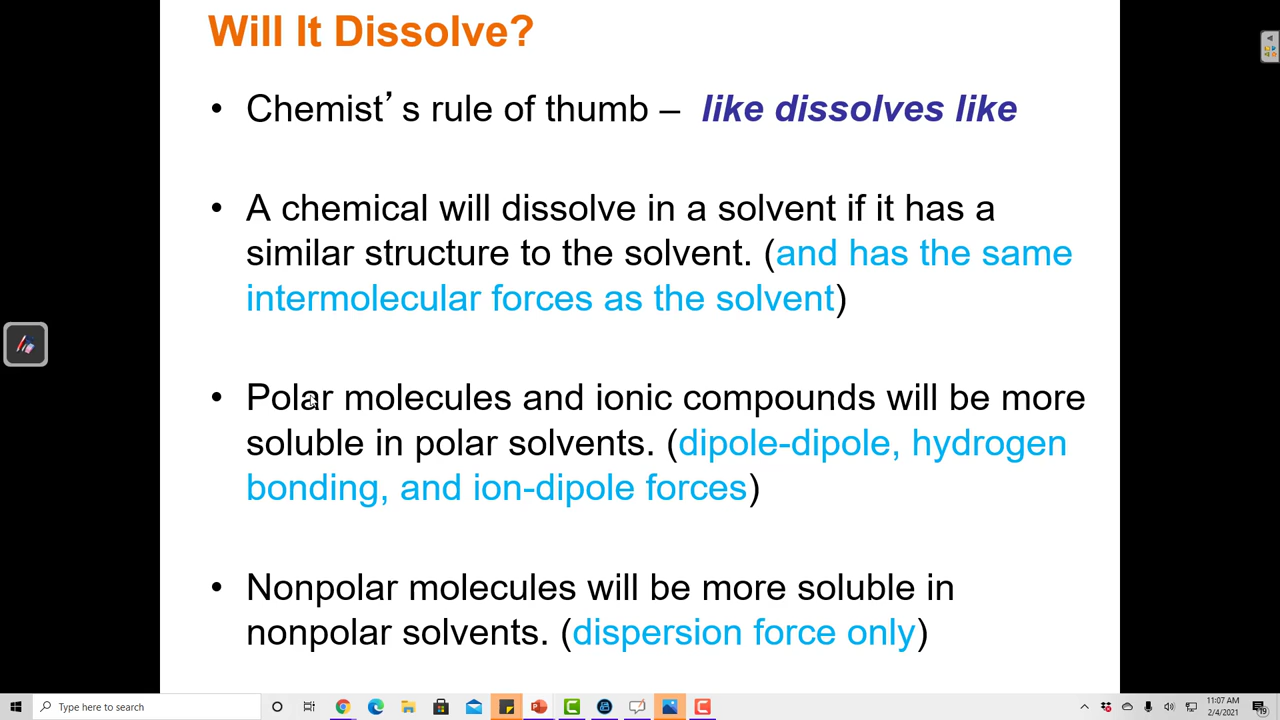 Will It Dissolve?
• Chemist’s rule of thumb – like dissolves like
• A chemical will dissolve in a solvent if it has a
similar structure to the solvent. (and has the same
intermolecular forces as the solvent)
• Polar molecules and ionic compounds will be more
soluble in polar solvents. (dipole-dipole, hydrogen
bonding, and ion-dipole forces)
• Nonpolar molecules will be more soluble in
nonpolar solvents. (dispersion force only)
Type here to search
11:07 AM
2/4/2021
19